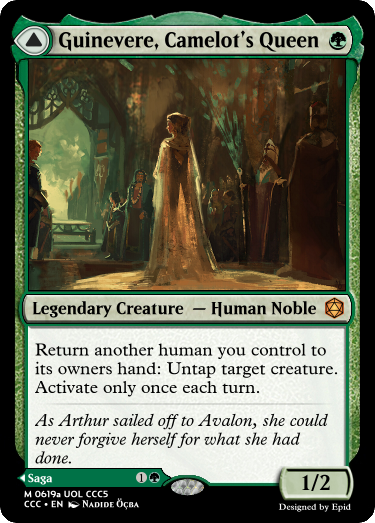 Guinevere, Camelot's Queen
Legendary Creature — Human Noble
Return another human you control to
its owners hand: Untap target creature.
Activate only once each turn.
As Arthur sailed off to Avalon, she could
never forgive herself for what she had
done.
Saga 1
1/2
M 0619a UOL CCC5
CCC • EN Nadide Öçba
Designed by Epid